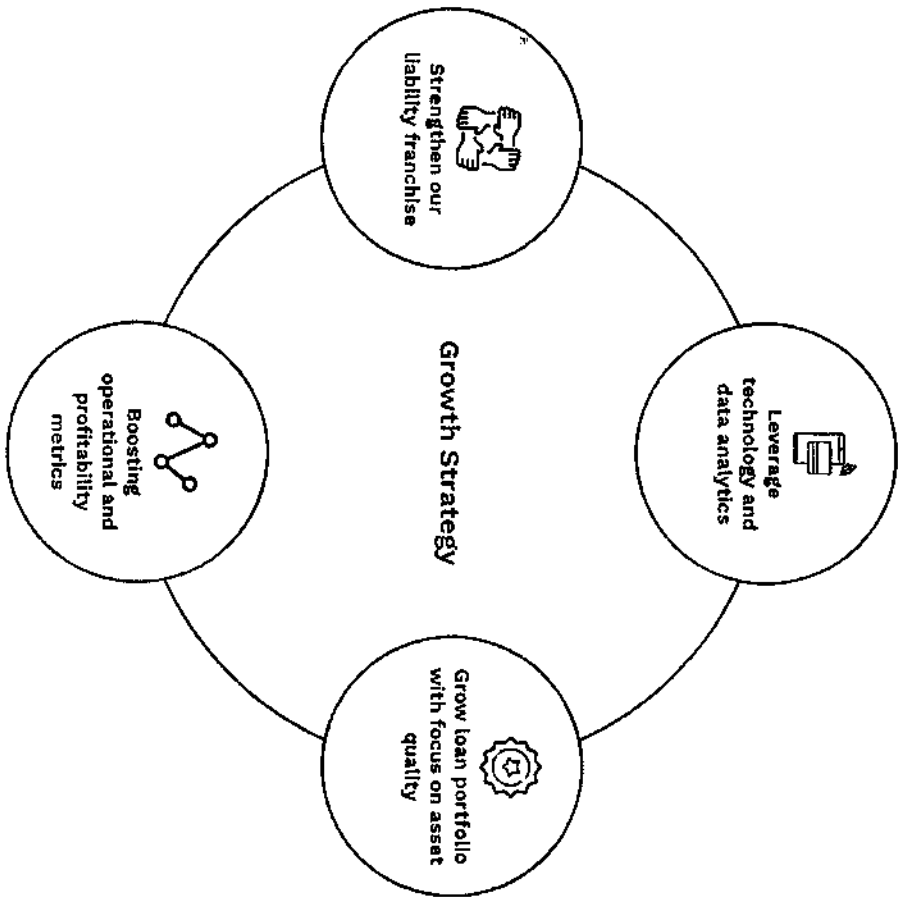 Leverage
technology and
data analytics
Strengthen our
liability franchise
Growth Strategy
Grow loan portfolio
with focus on asset
quality
Boosting
operational and
profitability
metrics